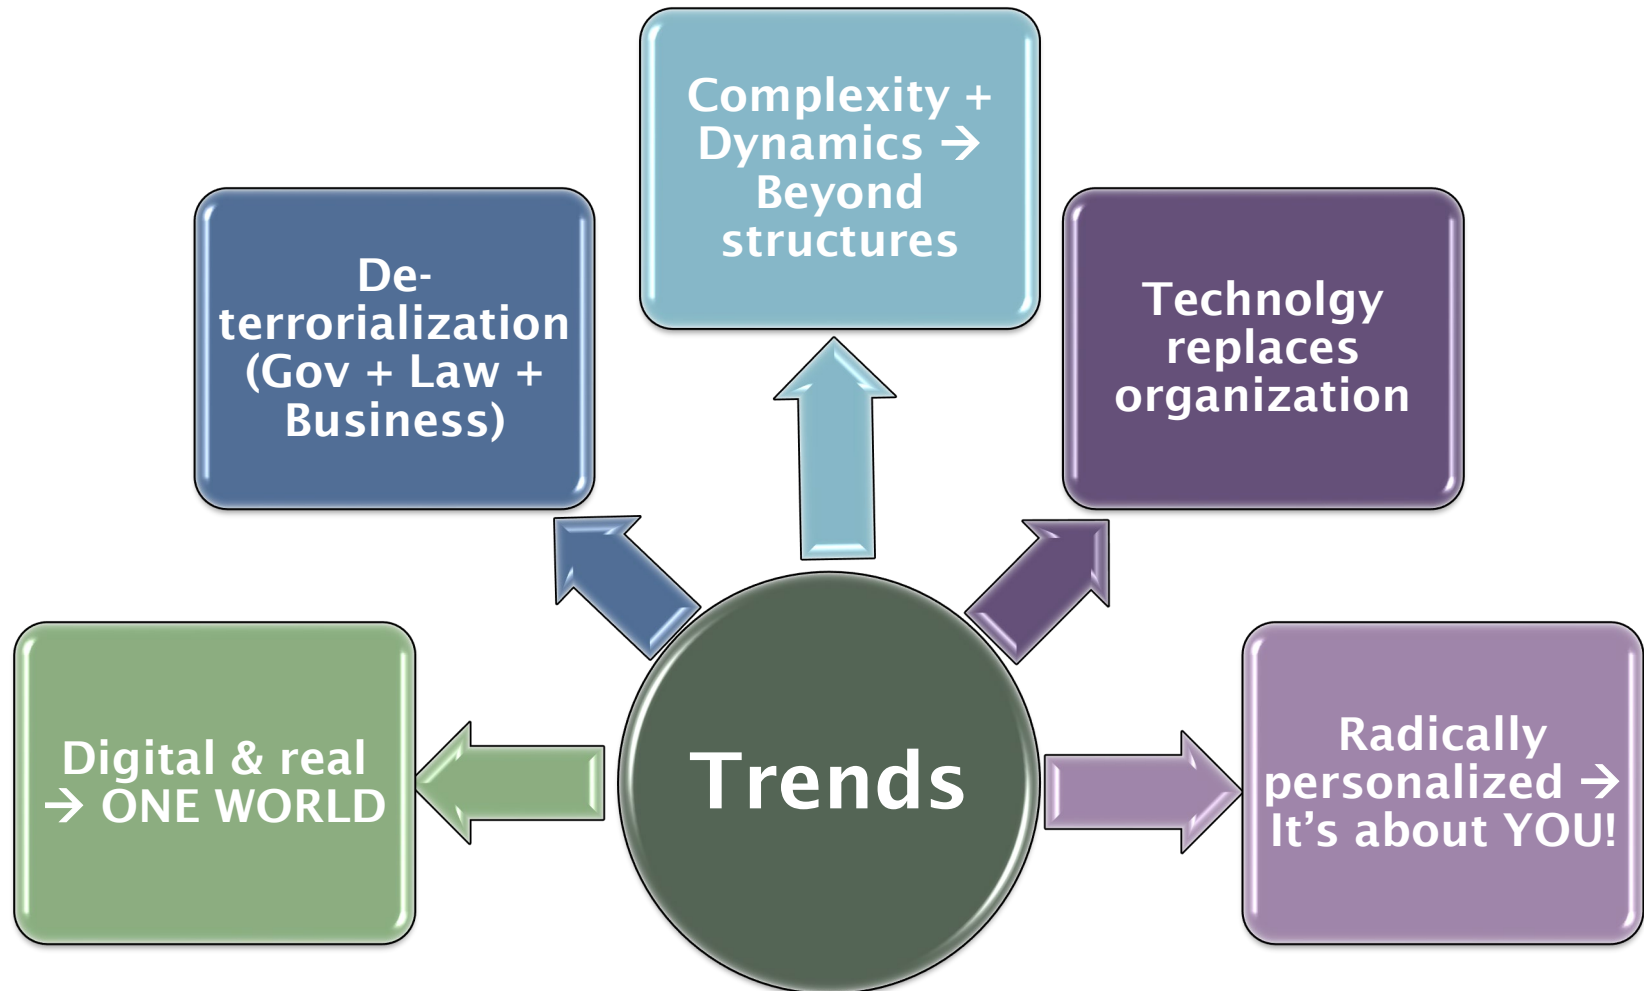 Complexity +
Dynamics →
Beyond
structures
De-
terrorialization
(Gov + Law +
Business)
Technolgy
replaces
organization
Digital & real
→ ONE WORLD
Trends
Radically
personalized →
It’s about YOU!